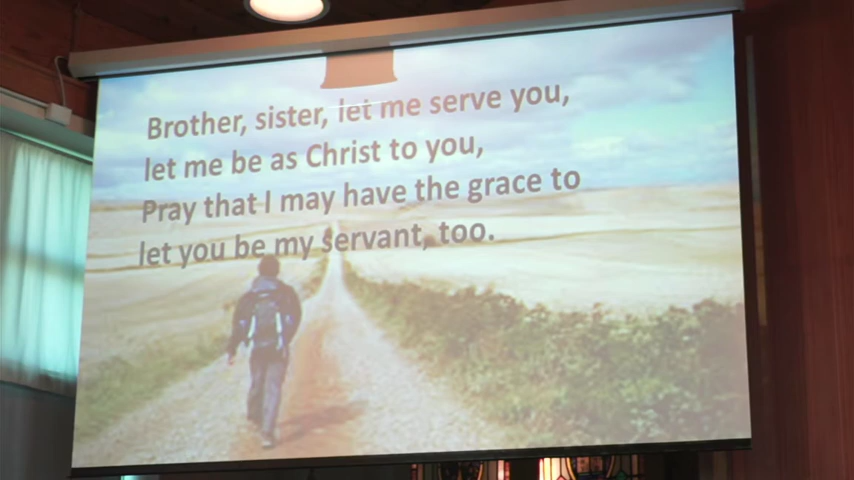 Brother, sister, let me serve you,
let me be as Christ to you,
Pray that I may have the grace to
let you be my servant, too.